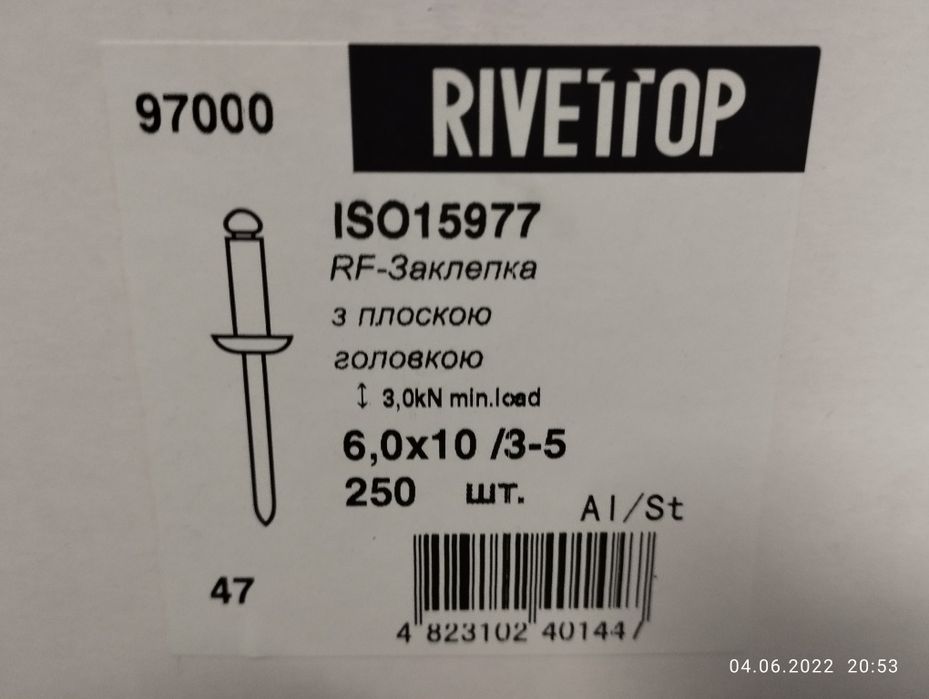 97000
RIVETTOP
ISO15977
RF-Заклепка
з плоскою
головкою
↕ 3,0kN min.load
6,0x10 /3-5
250 шт.
Al/St
47
4 823102 401447
04.06.2022 20:53